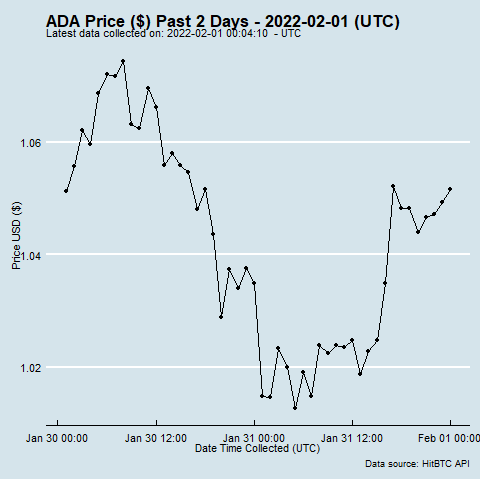 ADA Price ($) Past 2 Days - 2022-02-01 (UTC)
Latest data collected on: 2022-02-01 00:04:10 - UTC
1.06
1.04
1.02
Price USD ($)
Jan 30 00:00 Jan 30 12:00 Jan 31 00:00 Jan 31 12:00 Feb 01 00:00
Date Time Collected (UTC)
Data source: HitBTC API